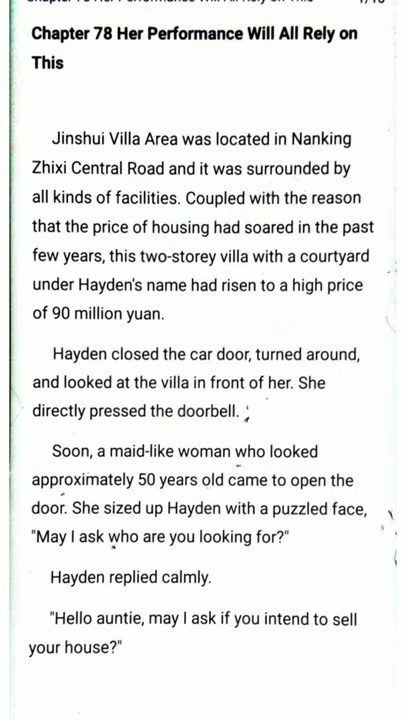 Chapter 78 Her Performance Will All Rely on
This
Jinshui Villa Area was located in Nanking
Zhixi Central Road and it was surrounded by
all kinds of facilities. Coupled with the reason
that the price of housing had soared in the past
few years, this two-storey villa with a courtyard
under Hayden's name had risen to a high price
of 90 million yuan.
Hayden closed the car door, turned around,
and looked at the villa in front of her. She
directly pressed the doorbell.
Soon, a maid-like woman who looked
approximately 50 years old came to open the
door. She sized up Hayden with a puzzled face,
"May I ask who are you looking for?"
Hayden replied calmly.
"Hello auntie, may I ask if you intend to sell
your house?"